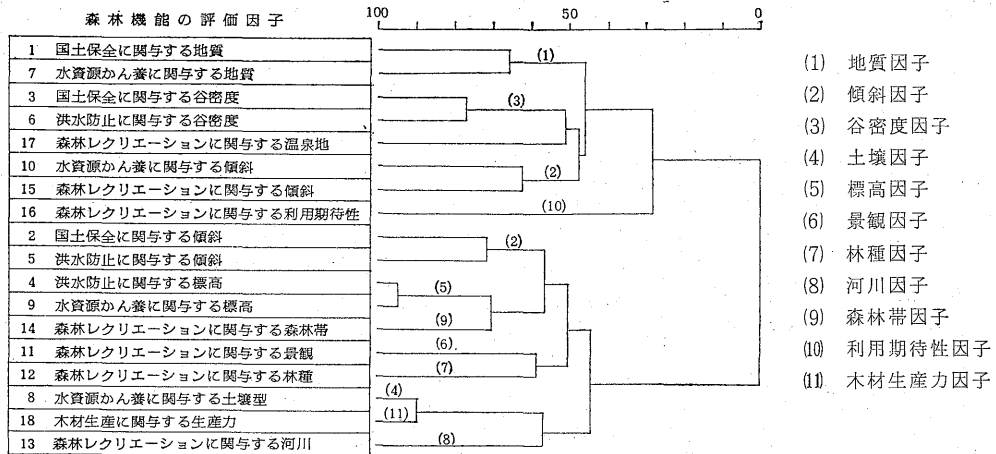 森林機能の評価因子
100 50 0
1 国土保全に関与する地質
7 水資源かん養に関与する地質
3 国土保全に関与する谷密度
6 洪水防止に関与する谷密度
17 森林レクリエーションに関与する温泉地
10 水資源かん養に関与する傾斜
15 森林レクリエーションに関与する傾斜
16 森林レクリエーションに関与する利用期待性
2 国土保全に関与する傾斜
5 洪水防止に関与する傾斜
4 洪水防止に関与する標高
9 水資源かん養に関与する標高
14 森林レクリエーションに関与する森林帯
11 森林レクリエーションに関与する景観
12 森林レクリエーションに関与する林種
8 水資源かん養に関与する土壌型
18 木材生産に関与する生産力
13 森林レクリエーションに関与する河川
(1)
(3)
(2)
(10)
(2)
(5)
(9)
(6)
(7)
(4)
(11)
(8)
(1) 地質因子
(2) 傾斜因子
(3) 谷密度因子
(4) 土壌因子
(5) 標高因子
(6) 景観因子
(7) 林種因子
(8) 河川因子
(9) 森林帯因子
(10) 利用期待性因子
(11) 木材生産力因子